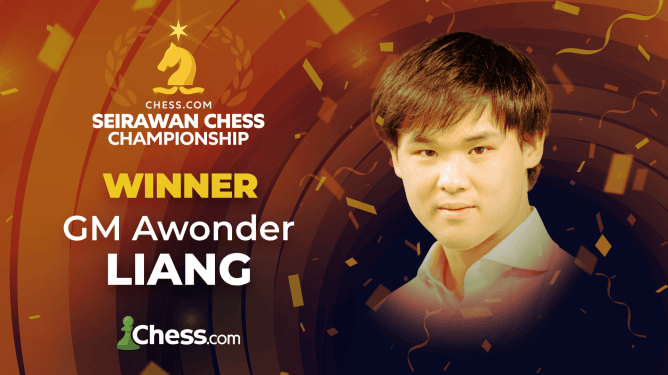 CHESS.COM
SEIRAWAN CHESS
CHAMPIONSHIP
WINNER
GM Awonder
LIANG
Chess.com